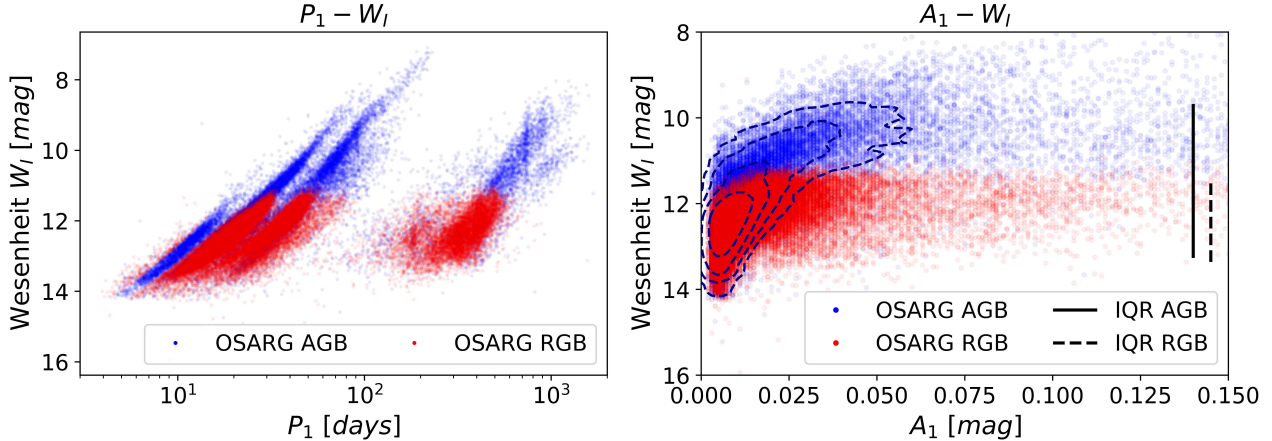 P₁ − W_I
Wesenheit W_I [mag]
8
10
12
14
16
OSARG AGB
OSARG RGB
10¹
10²
10³
P₁ [days]
A₁ − W_I
Wesenheit W_I [mag]
8
10
12
14
16
OSARG AGB
IQR AGB
OSARG RGB
IQR RGB
0.000
0.025
0.050
0.075
0.100
0.125
0.150
A₁ [mag]